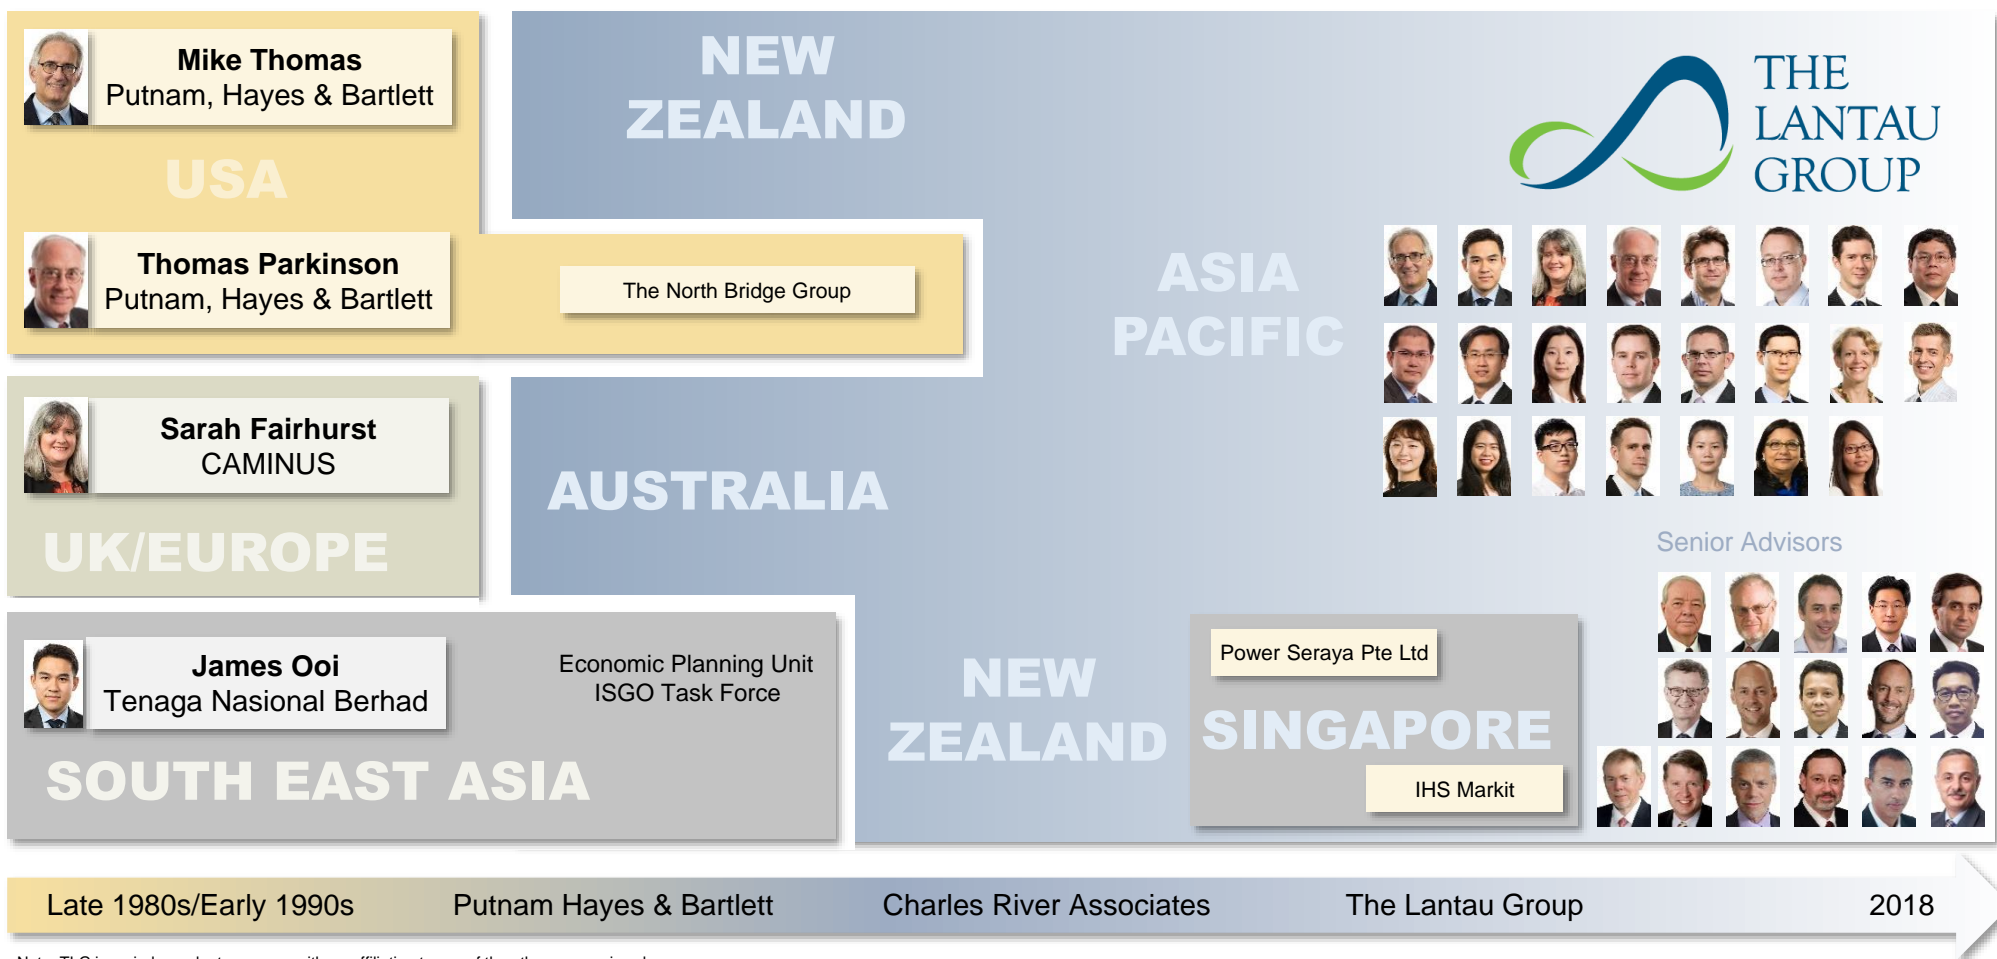 Mike Thomas
Putnam, Hayes & Bartlett
USA
Thomas Parkinson
Putnam, Hayes & Bartlett
The North Bridge Group
NEW
ZEALAND
THE
LANTAU
GROUP
ASIA
PACIFIC
Sarah Fairhurst
CAMINUS
UK/EUROPE
AUSTRALIA
Senior Advisors
James Ooi
Tenaga Nasional Berhad
Economic Planning Unit
ISGO Task Force
SOUTH EAST ASIA
NEW
ZEALAND
Power Seraya Pte Ltd
SINGAPORE
IHS Markit
Late 1980s/Early 1990s
Putnam Hayes & Bartlett
Charles River Associates
The Lantau Group
2018